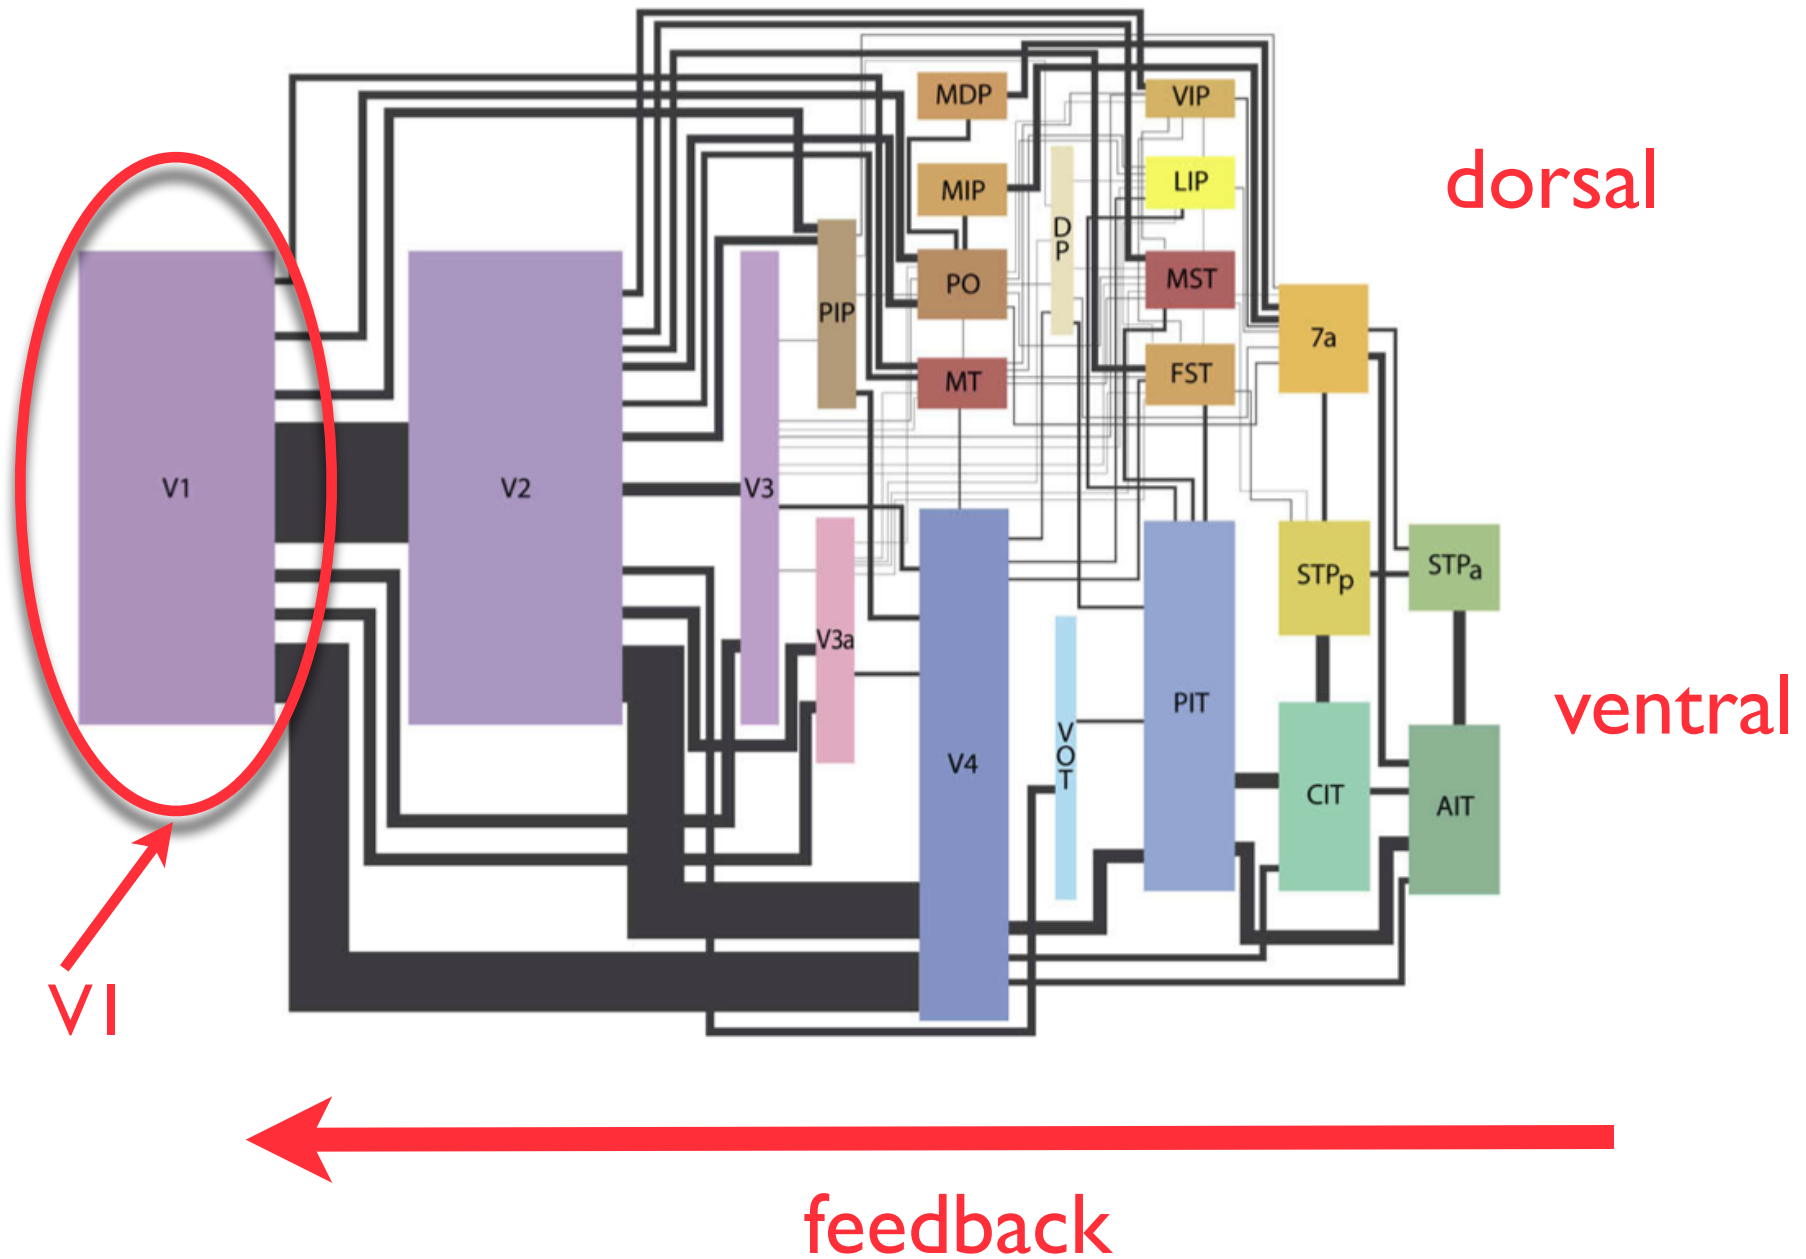 MDP
VIP
dorsal
MIP
LIP
DP
PO
MST
PIP
7a
MT
FST
V1
V2
V3
STPp
STPa
V3a
ventral
PIT
VOT
V4
CIT
AIT
V1
feedback